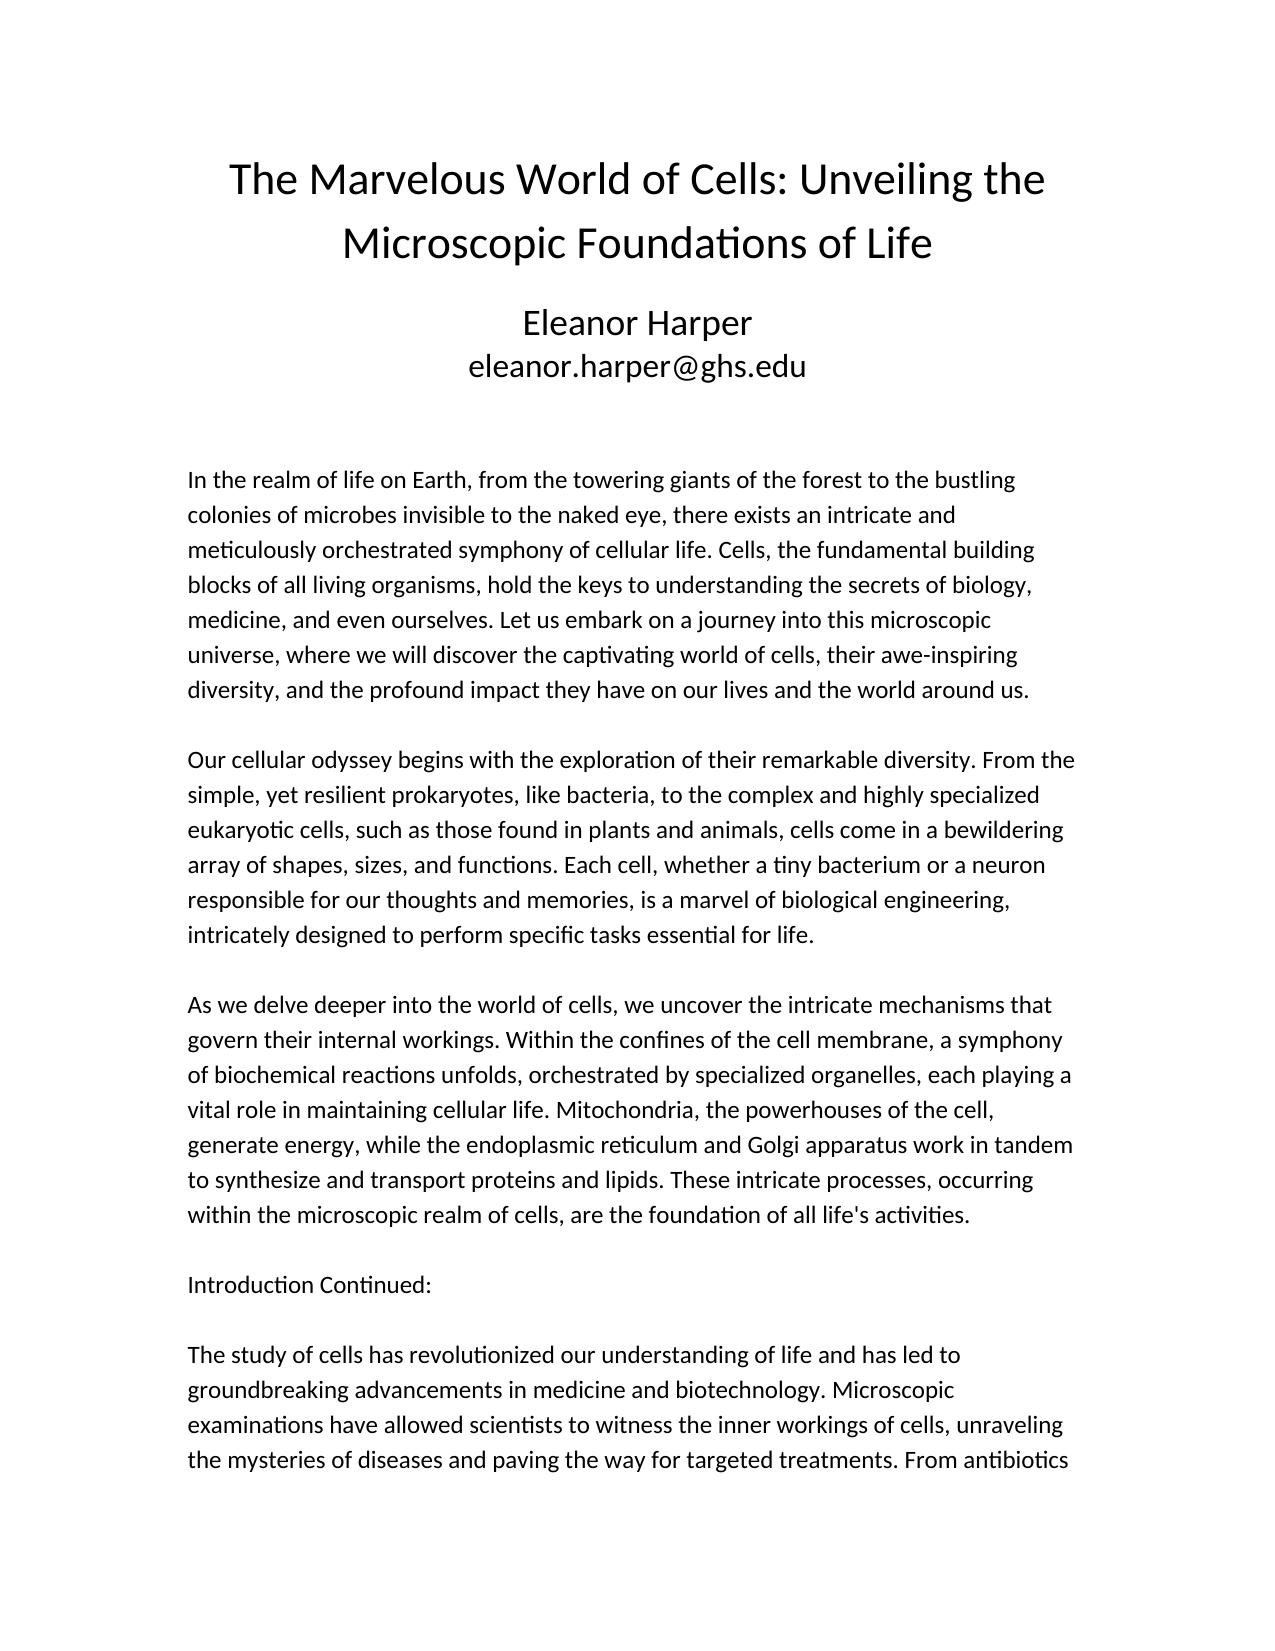 The Marvelous World of Cells: Unveiling the
Microscopic Foundations of Life
Eleanor Harper
eleanor.harper@ghs.edu
In the realm of life on Earth, from the towering giants of the forest to the bustling
colonies of microbes invisible to the naked eye, there exists an intricate and
meticulously orchestrated symphony of cellular life. Cells, the fundamental building
blocks of all living organisms, hold the keys to understanding the secrets of biology,
medicine, and even ourselves. Let us embark on a journey into this microscopic
universe, where we will discover the captivating world of cells, their awe-inspiring
diversity, and the profound impact they have on our lives and the world around us.
Our cellular odyssey begins with the exploration of their remarkable diversity. From the
simple, yet resilient prokaryotes, like bacteria, to the complex and highly specialized
eukaryotic cells, such as those found in plants and animals, cells come in a bewildering
array of shapes, sizes, and functions. Each cell, whether a tiny bacterium or a neuron
responsible for our thoughts and memories, is a marvel of biological engineering,
intricately designed to perform specific tasks essential for life.
As we delve deeper into the world of cells, we uncover the intricate mechanisms that
govern their internal workings. Within the confines of the cell membrane, a symphony
of biochemical reactions unfolds, orchestrated by specialized organelles, each playing a
vital role in maintaining cellular life. Mitochondria, the powerhouses of the cell,
generate energy, while the endoplasmic reticulum and Golgi apparatus work in tandem
to synthesize and transport proteins and lipids. These intricate processes, occurring
within the microscopic realm of cells, are the foundation of all life's activities.
Introduction Continued:
The study of cells has revolutionized our understanding of life and has led to
groundbreaking advancements in medicine and biotechnology. Microscopic
examinations have allowed scientists to witness the inner workings of cells, unraveling
the mysteries of diseases and paving the way for targeted treatments. From antibiotics